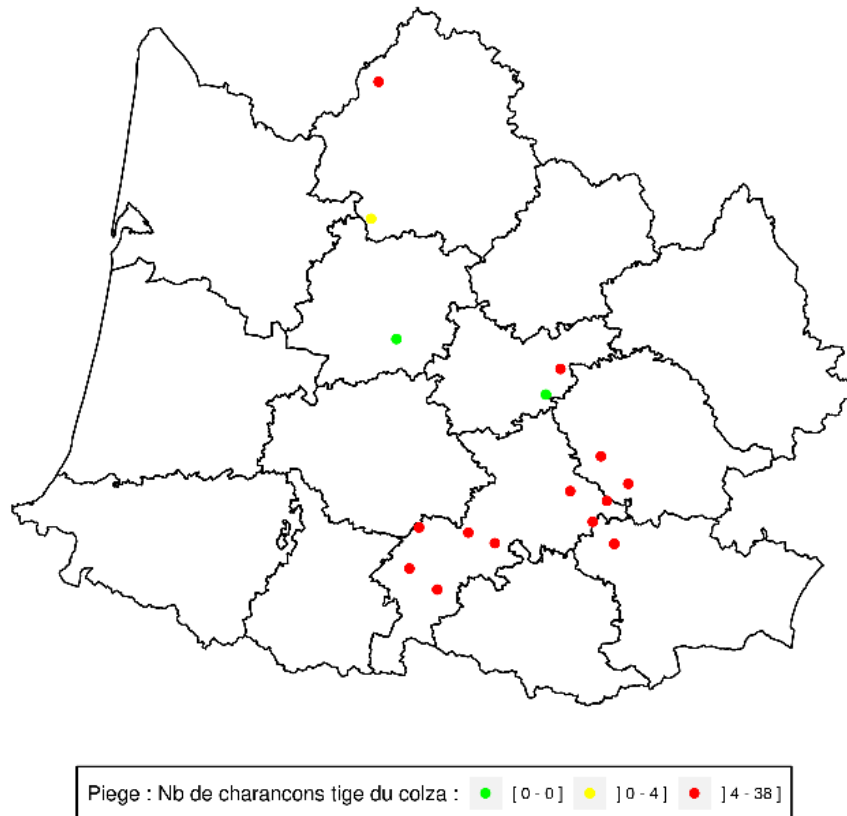 Piege : Nb de charancons tige du colza : [ 0 - 0 ] ] 0 - 4 ] ] 4 - 38 ]